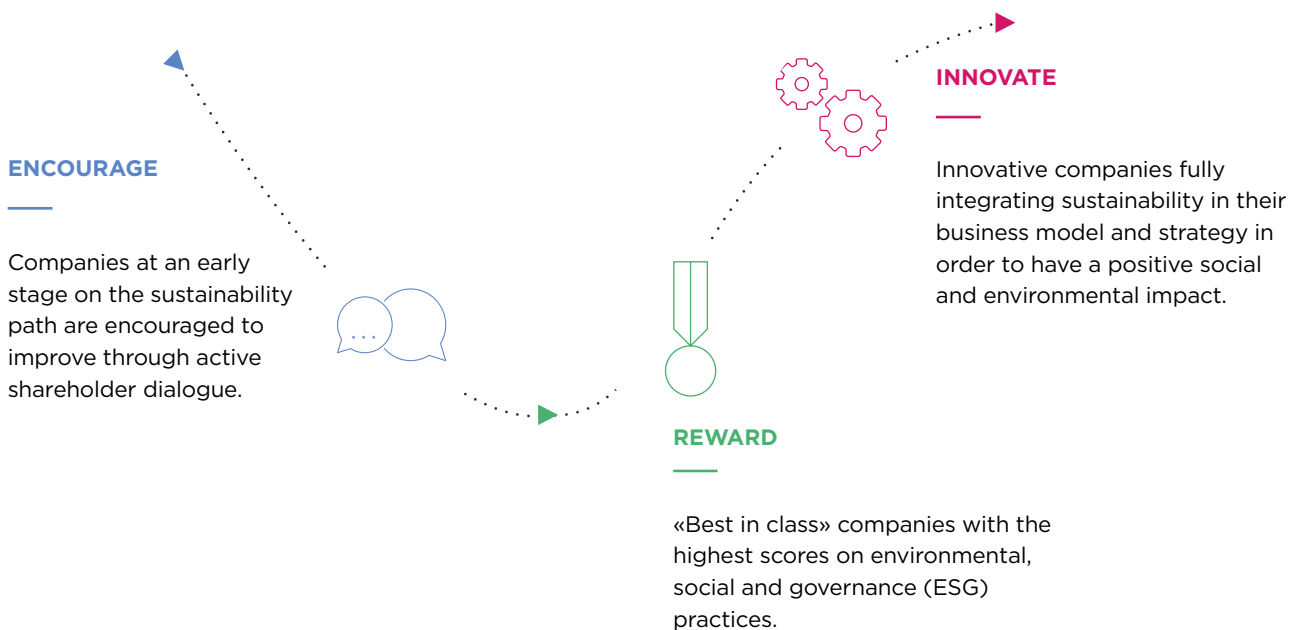 ENCOURAGE
Companies at an early
stage on the sustainability
path are encouraged to
improve through active
shareholder dialogue.
REWARD
«Best in class» companies with the
highest scores on environmental,
social and governance (ESG)
practices.
INNOVATE
Innovative companies fully
integrating sustainability in their
business model and strategy in
order to have a positive social
and environmental impact.